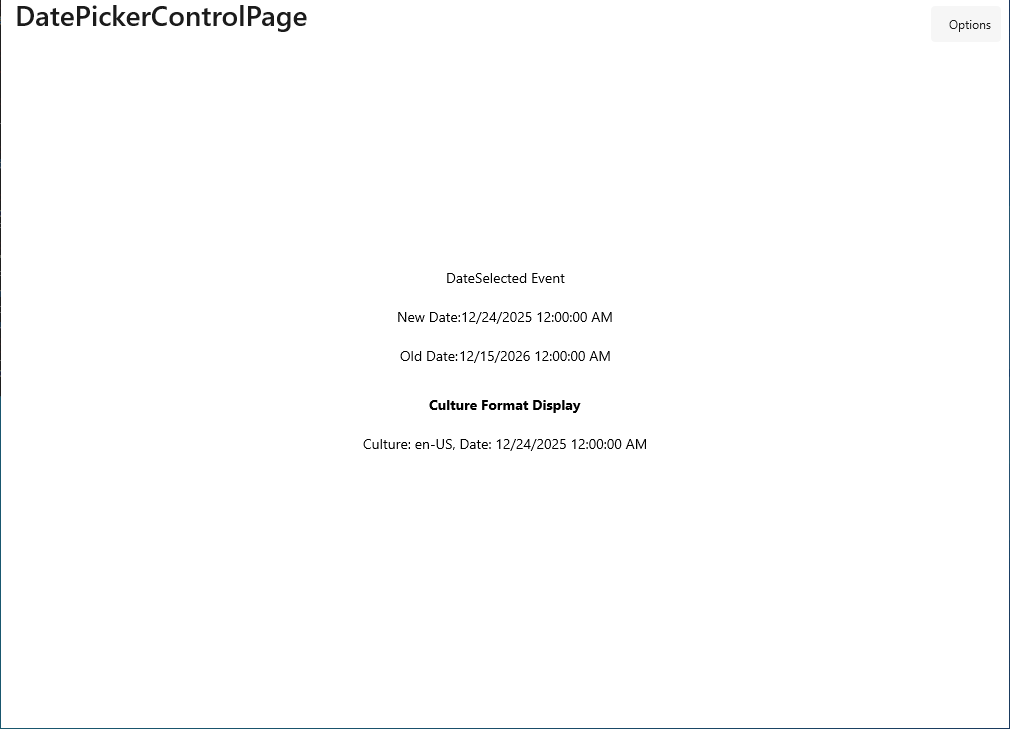 DatePickerControlPage
Options
DateSelected Event
New Date:12/24/2025 12:00:00 AM
Old Date:12/15/2026 12:00:00 AM
Culture Format Display
Culture: en-US, Date: 12/24/2025 12:00:00 AM